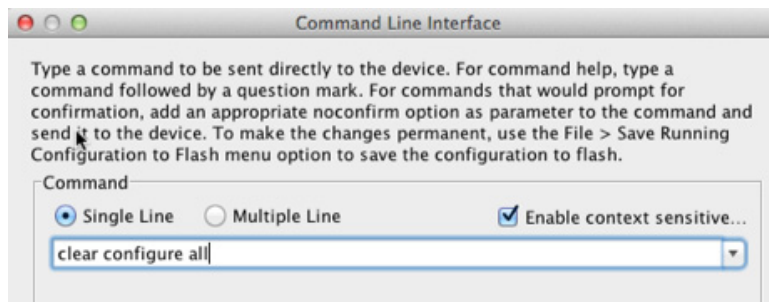 Command Line Interface
Type a command to be sent directly to the device. For command help, type a
command followed by a question mark. For commands that would prompt for
confirmation, add an appropriate noconfirm option as parameter to the command and
send it to the device. To make the changes permanent, use the File > Save Running
Configuration to Flash menu option to save the configuration to flash.
Command
Single Line Multiple Line Enable context sensitive...
clear configure all